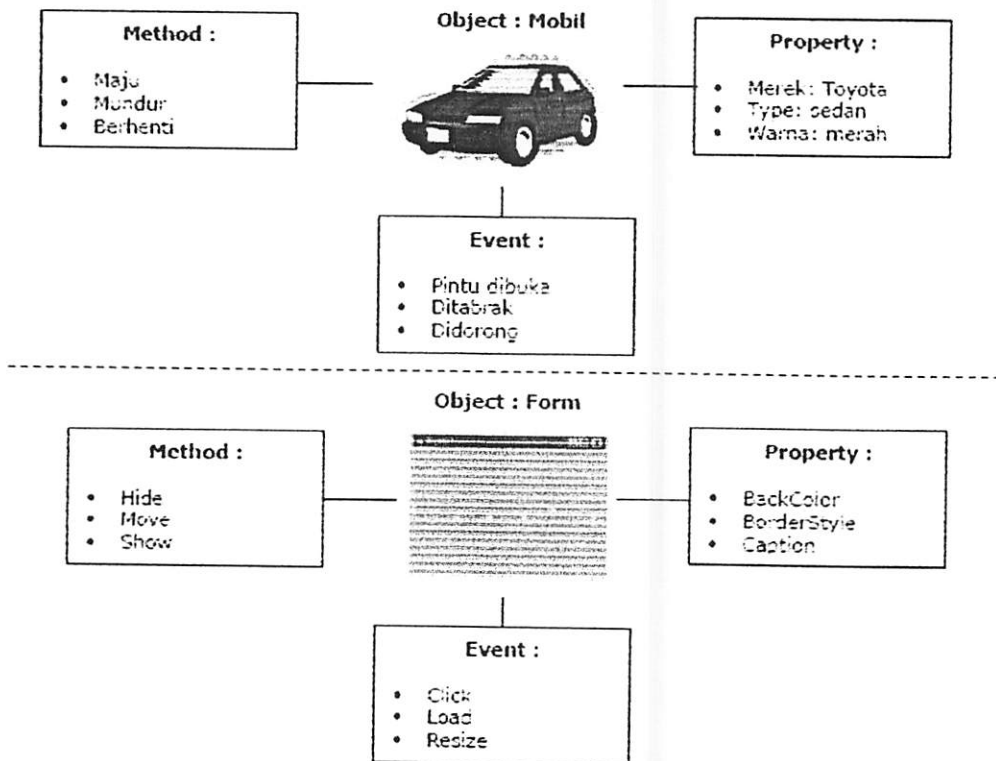 Object : Mobil
Method :
• Maju
• Mundur
• Berhenti
Property :
• Merek: Toyota
• Type: sedan
• Warna: merah
Event :
• Pintu dibuka
• Ditabrak
• Didorong
Object : Form
Method :
• Hide
• Move
• Show
Property :
• BackColor
• BorderStyle
• Caption
Event :
• Click
• Load
• Resize